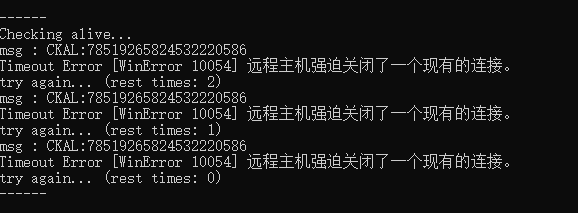 ------
Checking alive...
msg : CKAL:78519265824532220586
Timeout Error [WinError 10054] 远程主机强迫关闭了一个现有的连接。
try again... (rest times: 2)
msg : CKAL:78519265824532220586
Timeout Error [WinError 10054] 远程主机强迫关闭了一个现有的连接。
try again... (rest times: 1)
msg : CKAL:78519265824532220586
Timeout Error [WinError 10054] 远程主机强迫关闭了一个现有的连接。
try again... (rest times: 0)
------